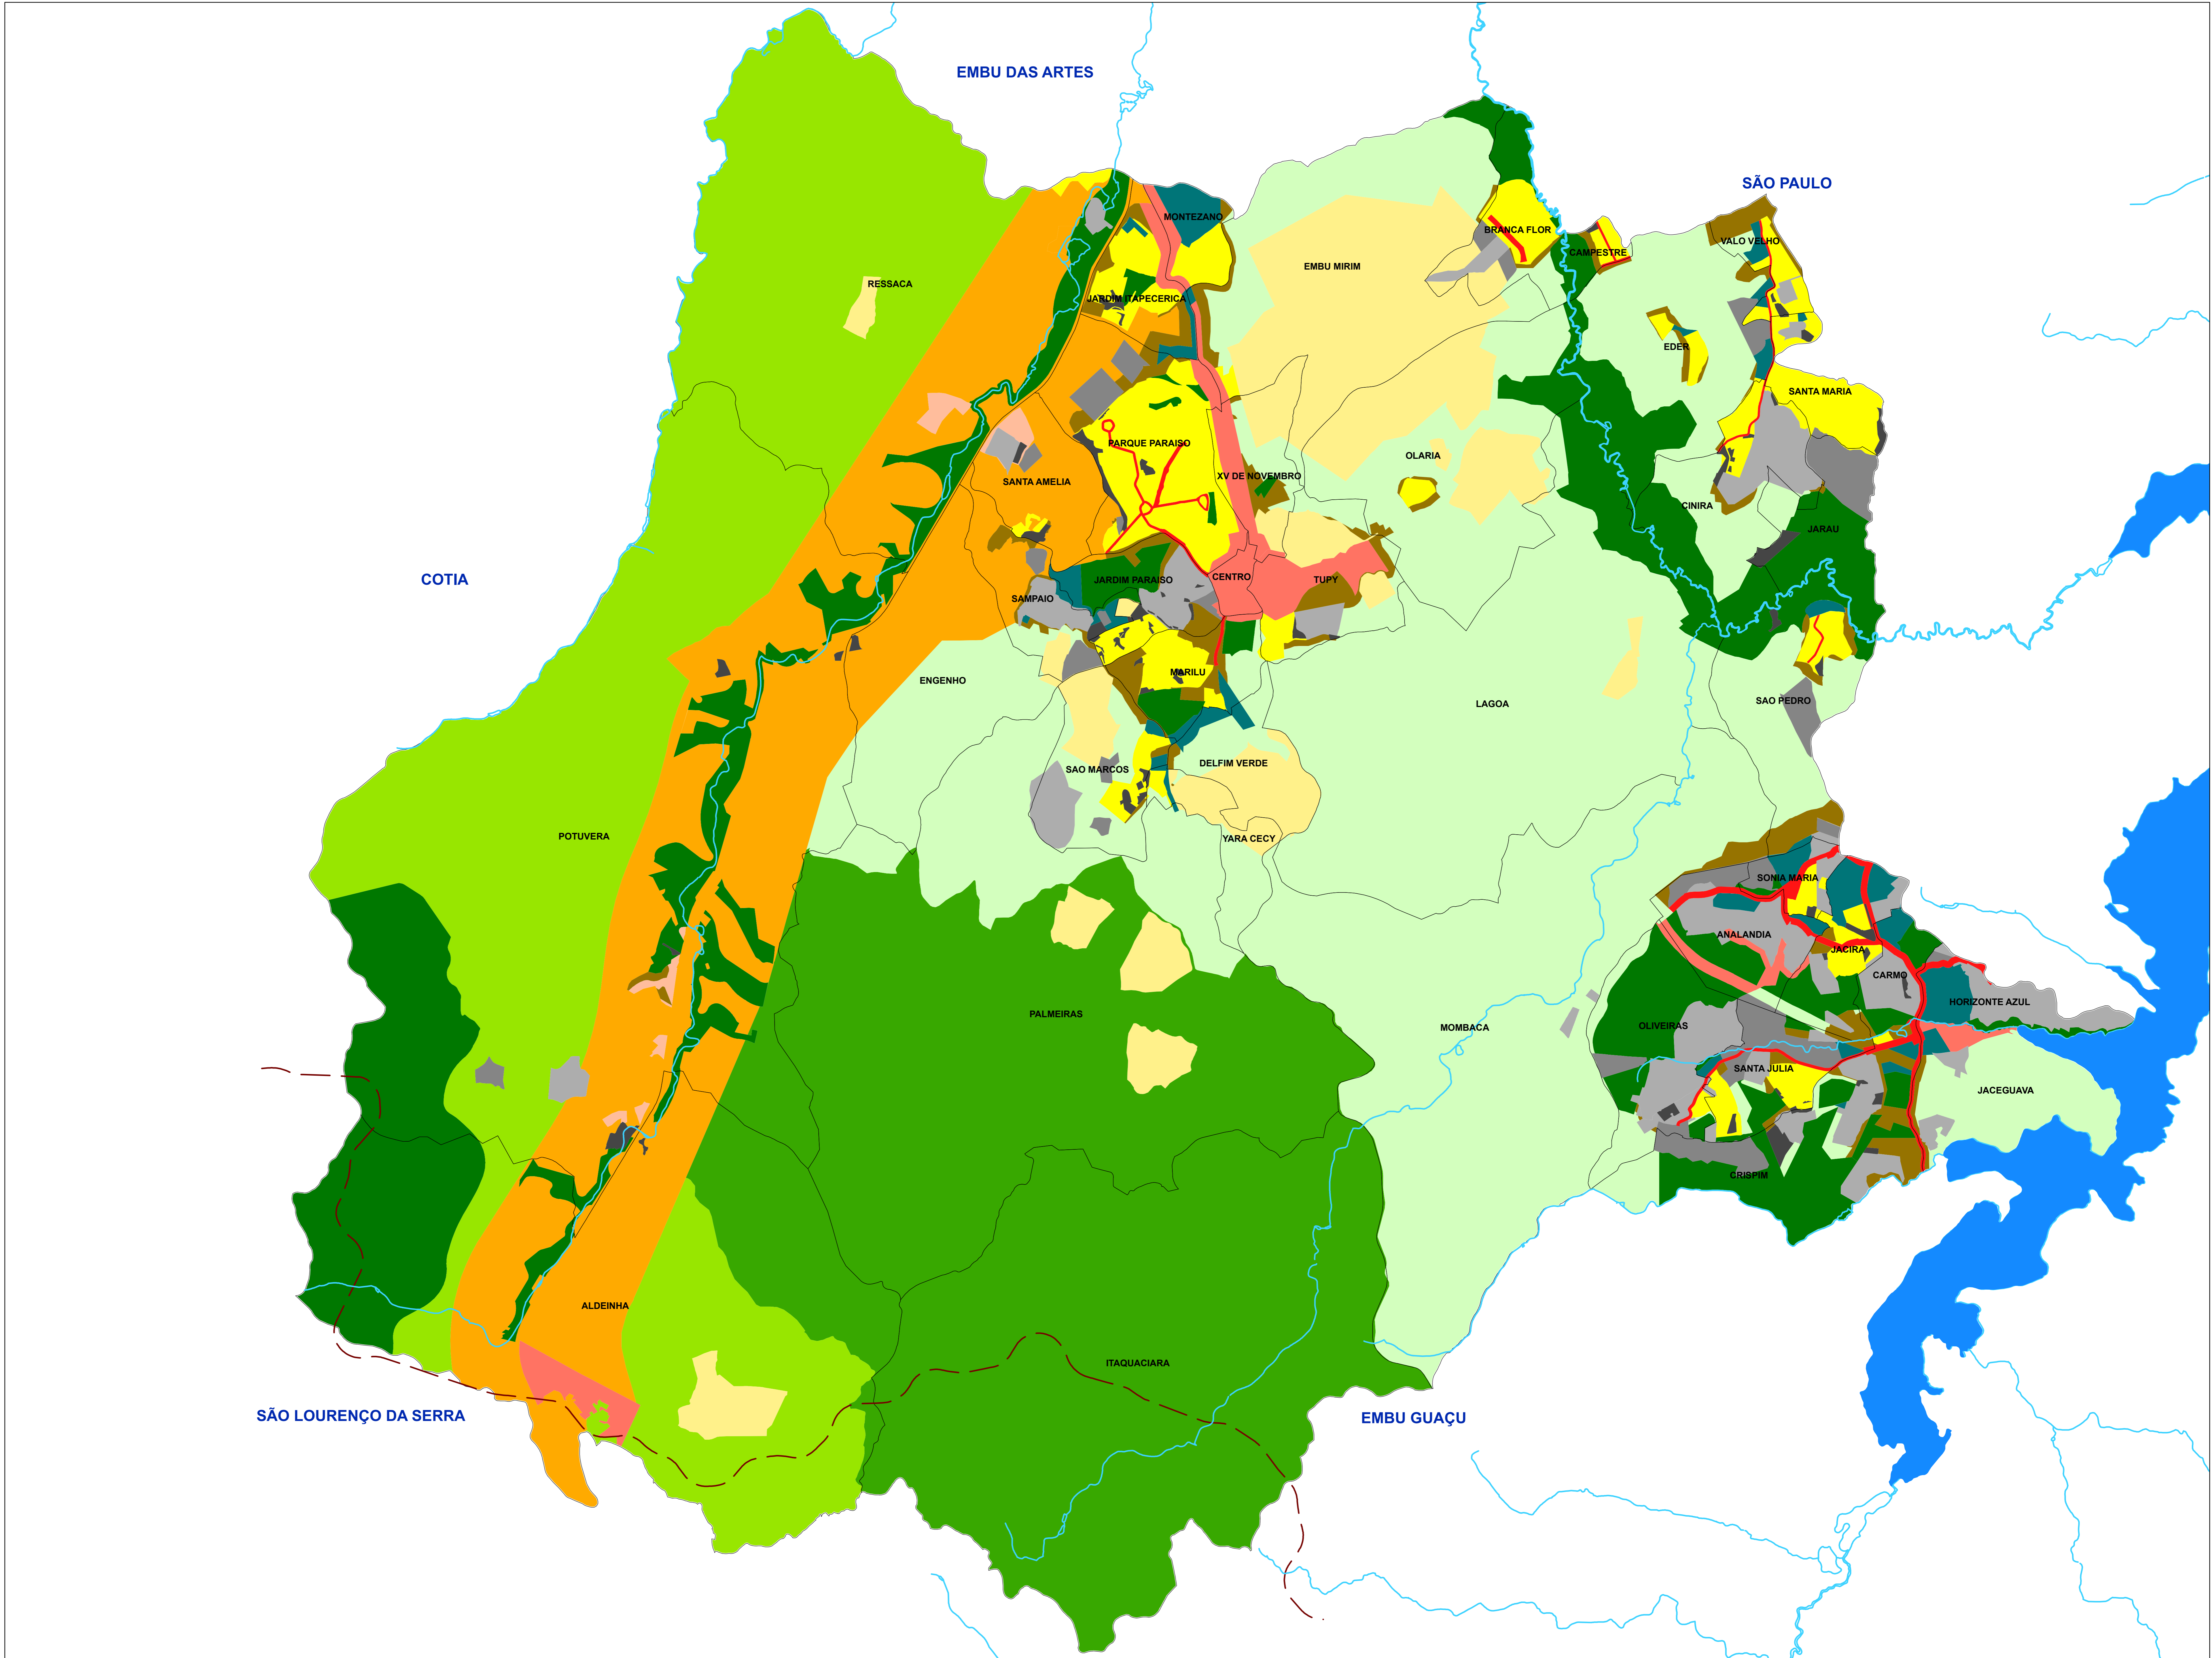 EMBU DAS ARTES
SÃO PAULO
MONTEZANO
BRANCA FLOR
VALO VELHO
CAMPESTRE
EMBU MIRIM
RESSACA
JARDIM ITAPECERICA
EDER
SANTA MARIA
PARQUE PARAISO
OLARIA
XV DE NOVEMBRO
SANTA AMELIA
CINIRA
JARAU
COTIA
JARDIM PARAISO
CENTRO
TUPY
SAMPAIO
MARILU
ENGENHO
SAO PEDRO
LAGOA
DELFIM VERDE
SAO MARCOS
POTUVERA
YARA CECY
SONIA MARIA
ANALANDIA
JACIRA
CARMO
HORIZONTE AZUL
PALMEIRAS
OLIVEIRAS
MOMBACA
SANTA JULIA
JACEGUAVA
CRISPIM
ALDEINHA
ITAQUACIARA
SÃO LOURENÇO DA SERRA
EMBU GUAÇU